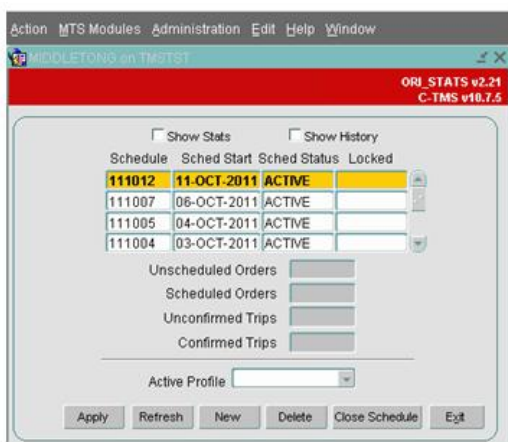 Action MTS Modules Administration Edit Help Window
MIDDLETONG on TMSTST
ORI_STATS v2.21
C-TMS v10.7.5
Show Stats Show History
Schedule Sched Start Sched Status Locked
111012 11-OCT-2011 ACTIVE
111007 06-OCT-2011 ACTIVE
111005 04-OCT-2011 ACTIVE
111004 03-OCT-2011 ACTIVE
Unscheduled Orders
Scheduled Orders
Unconfirmed Trips
Confirmed Trips
Active Profile
Apply Refresh New Delete Close Schedule Exit